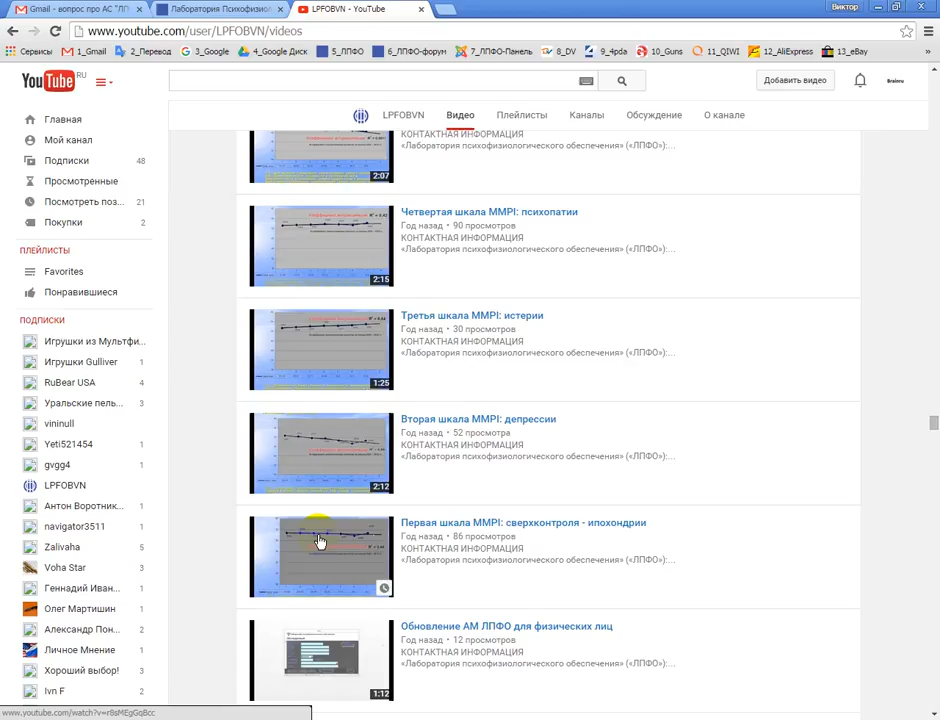 Gmail - вопрос про АС "ЛП
Лаборатория Психофизиол
LPFOBVN - YouTube
Виктор
www.youtube.com/user/LPFOBVN/videos
Сервисы
1_Gmail
2_Перевод
3_Google
4_Google Диск
5_ЛПФО
6_ЛПФО-форум
7_ЛПФО-Панель
8_DV
9_4pda
10_Guns
11_QIWI
12_AliExpress
13_eBay
»
YouTube RU
Добавить видео
Brainru
LPFOBVN
Видео
Плейлисты
Каналы
Обсуждение
О канале
Главная
Мой канал
Подписки 48
Просмотренные
Посмотреть поз... 21
Покупки 2
ПЛЕЙЛИСТЫ
Favorites
Понравившиеся
ПОДПИСКИ
Игрушки из Мультфи...
Игрушки Gulliver 1
RuBear USA 4
Уральские пель... 3
vininull
Yeti521454 1
gvgg4 1
LPFOBVN
Антон Воротник... 1
navigator3511 1
Zalivaha 5
Voha Star 3
Геннадий Иван... 1
Олег Мартишин 1
Александр Пон... 2
Личное Мнение 1
Хороший выбор! 3
Ivn F 2
КОНТАКТНАЯ ИНФОРМАЦИЯ
«Лаборатория психофизиологического обеспечения» («ЛПФО»):...
2:07
Четвертая шкала MMPI: психопатии
Год назад • 90 просмотров
КОНТАКТНАЯ ИНФОРМАЦИЯ
«Лаборатория психофизиологического обеспечения» («ЛПФО»):...
2:15
Третья шкала MMPI: истерии
Год назад • 30 просмотров
КОНТАКТНАЯ ИНФОРМАЦИЯ
«Лаборатория психофизиологического обеспечения» («ЛПФО»):...
1:25
Вторая шкала MMPI: депрессии
Год назад • 52 просмотра
КОНТАКТНАЯ ИНФОРМАЦИЯ
«Лаборатория психофизиологического обеспечения» («ЛПФО»):...
2:12
Первая шкала MMPI: сверхконтроля - ипохондрии
Год назад • 86 просмотров
КОНТАКТНАЯ ИНФОРМАЦИЯ
«Лаборатория психофизиологического обеспечения» («ЛПФО»):...
Обновление АМ ЛПФО для физических лиц
Год назад • 12 просмотров
КОНТАКТНАЯ ИНФОРМАЦИЯ
«Лаборатория психофизиологического обеспечения» («ЛПФО»):...
1:12
www.youtube.com/watch?v=r8sMEgGqBcc